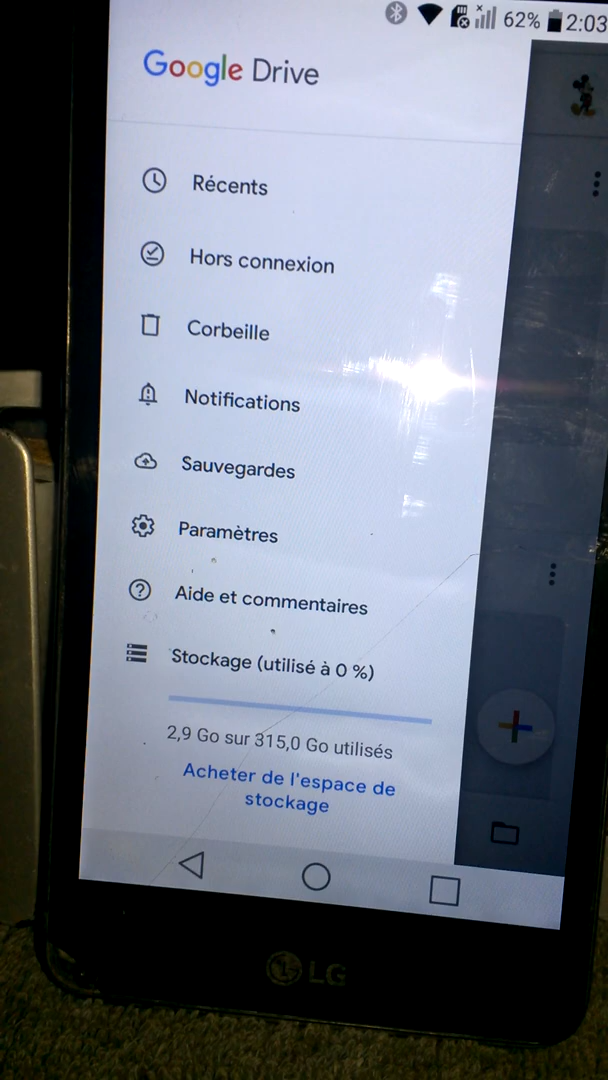 62% 2:03
Google Drive
Récents
Hors connexion
Corbeille
Notifications
Sauvegardes
Paramètres
Aide et commentaires
Stockage (utilisé à 0 %)
2,9 Go sur 315,0 Go utilisés
Acheter de l'espace de
stockage
LG